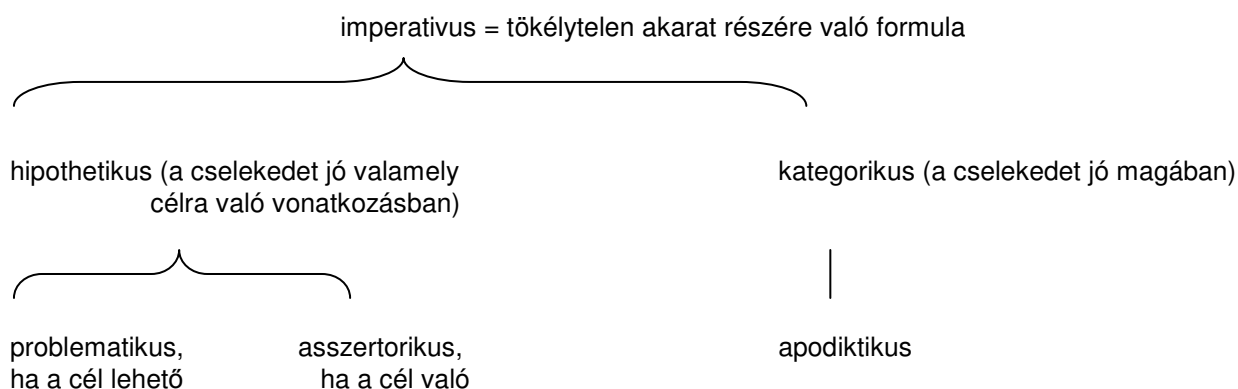 imperativus = tökélytelen akarat részére való formula
hipothetikus (a cselekedet jó valamely
célra való vonatkozásban)
kategorikus (a cselekedet jó magában)
problematikus,
ha a cél lehető
asszertorikus,
ha a cél való
apodiktikus